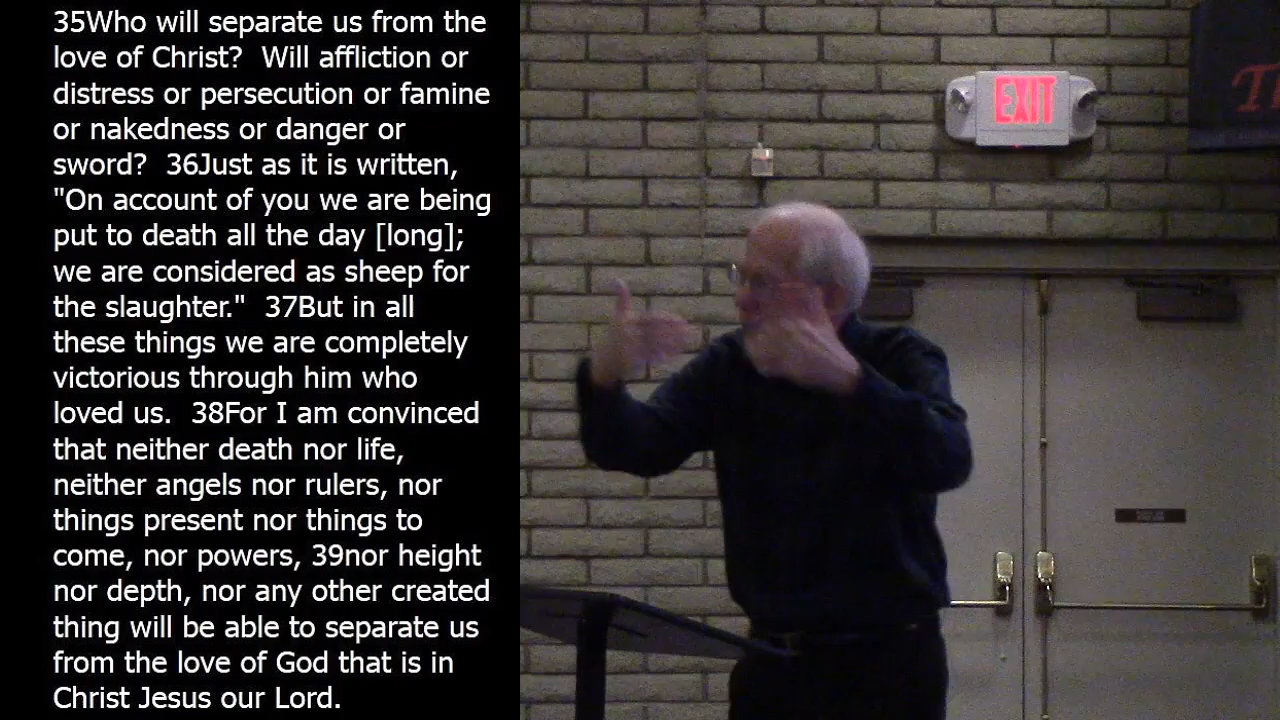 35Who will separate us from the
love of Christ?  Will affliction or
distress or persecution or famine
or nakedness or danger or
sword?  36Just as it is written,
"On account of you we are being
put to death all the day [long];
we are considered as sheep for
the slaughter."  37But in all
these things we are completely
victorious through him who
loved us.  38For I am convinced
that neither death nor life,
neither angels nor rulers, nor
things present nor things to
come, nor powers, 39nor height
nor depth, nor any other created
thing will be able to separate us
from the love of God that is in
Christ Jesus our Lord.
EXIT